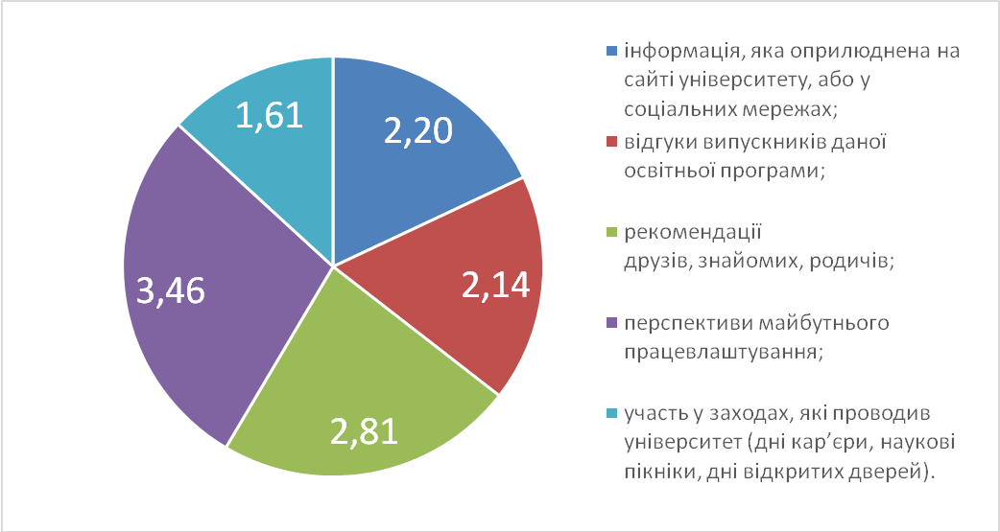 1,61
2,20
2,14
3,46
2,81
інформація, яка оприлюднена на
сайті університету, або у
соціальних мережах;
відгуки випускників даної
освітньої програми;
рекомендації
друзів, знайомих, родичів;
перспективи майбутнього
працевлаштування;
участь у заходах, які проводив
університет (дні кар’єри, наукові
пікніки, дні відкритих дверей).